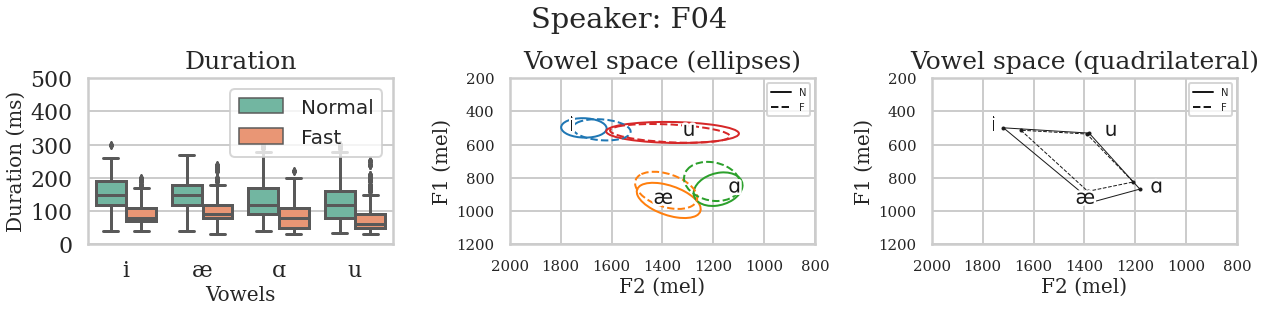 Speaker: F04
Duration
Duration (ms)
500
400
300
200
100
0
Normal
Fast
i æ ɑ u
Vowels
Vowel space (ellipses)
F1 (mel)
200
400
600
800
1000
1200
N
F
i
u
æ
ɑ
2000 1800 1600 1400 1200 1000 800
F2 (mel)
Vowel space (quadrilateral)
F1 (mel)
200
400
600
800
1000
1200
N
F
i
u
æ
ɑ
2000 1800 1600 1400 1200 1000 800
F2 (mel)